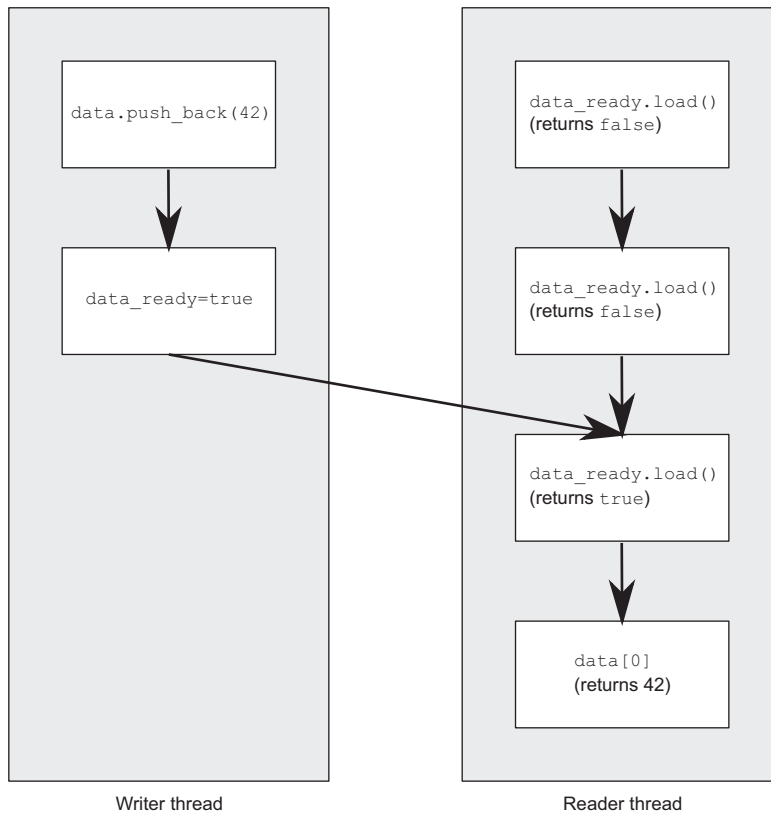 data.push_back(42)
data_ready=true
Writer thread
data_ready.load()
(returns false)
data_ready.load()
(returns false)
data_ready.load()
(returns true)
data[0]
(returns 42)
Reader thread